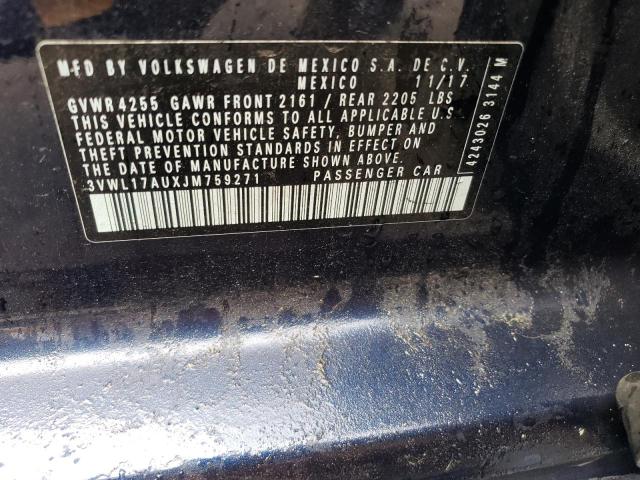 MFD BY VOLKSWAGEN DE MEXICO S.A. DE C.V.
MEXICO 11/17
GVWR 4255 GAWR FRONT 2161 / REAR 2205 LBS
THIS VEHICLE CONFORMS TO ALL APPLICABLE U.S.
FEDERAL MOTOR VEHICLE SAFETY, BUMPER AND
THEFT PREVENTION STANDARDS IN EFFECT ON THE
DATE OF MANUFACTURE SHOWN ABOVE.
3VWL17AUXJM759271 PASSENGER CAR
4243026 3144 M